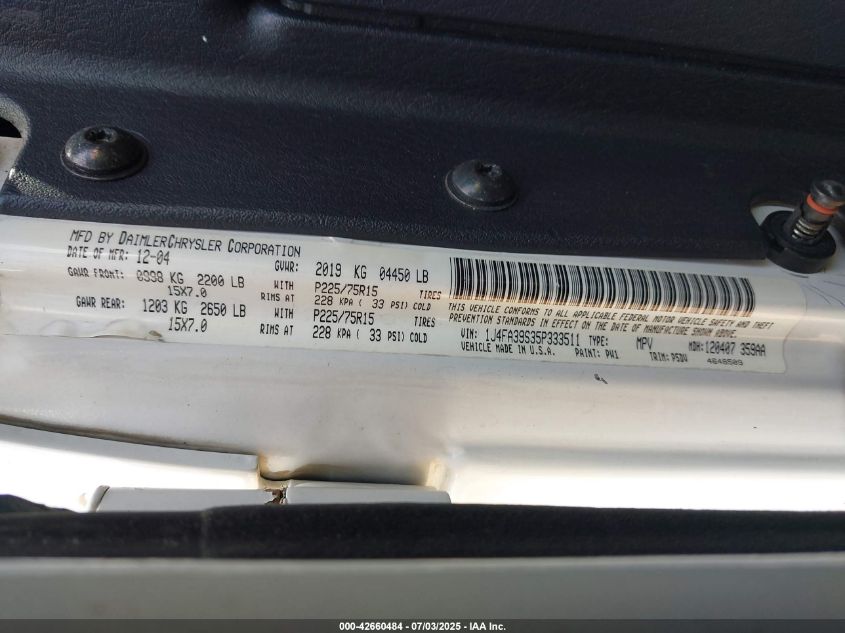 MFD BY DAIMLERCHRYSLER CORPORATION
DATE OF MFR: 12-04 GVWR: 2019 KG 04450 LB
GAWR FRONT: 0998 KG 2200 LB WITH P225/75R15 TIRES
15X7.0 RIMS AT 228 KPA ( 33 PSI) COLD
GAWR REAR: 1203 KG 2650 LB WITH P225/75R15 TIRES
15X7.0 RIMS AT 228 KPA ( 33 PSI) COLD
THIS VEHICLE CONFORMS TO ALL APPLICABLE FEDERAL MOTOR VEHICLE SAFETY AND THEFT
PREVENTION STANDARDS IN EFFECT ON THE DATE OF MANUFACTURE SHOWN ABOVE.
VIN: 1J4FA39S35P333511 TYPE: MPV MDH:120407 359AA
VEHICLE MADE IN U.S.A. PAINT: PW1 TRIM: P5DV 4648509
000-42660484 - 07/03/2025 - IAA Inc.